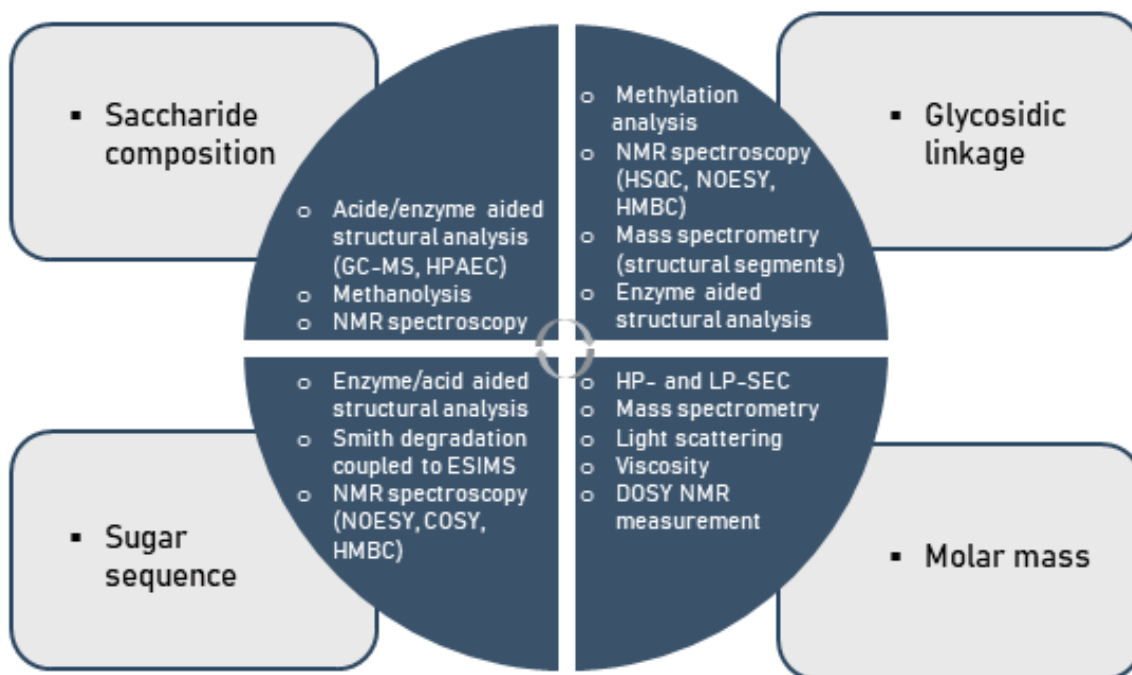 ▪ Saccharide
composition
o Acide/enzyme aided
structural analysis
(GC-MS, HPAEC)
o Methanolysis
o NMR spectroscopy
o Methylation
analysis
o NMR spectroscopy
(HSQC, NOESY,
HMBC)
o Mass spectrometry
(structural segments)
o Enzyme aided
structural analysis
▪ Glycosidic
linkage
▪ Sugar
sequence
o Enzyme/acid aided
structural analysis
o Smith degradation
coupled to ESIMS
o NMR spectroscopy
(NOESY, COSY,
HMBC)
o HP- and LP-SEC
o Mass spectrometry
o Light scattering
o Viscosity
o DOSY NMR
measurement
▪ Molar mass